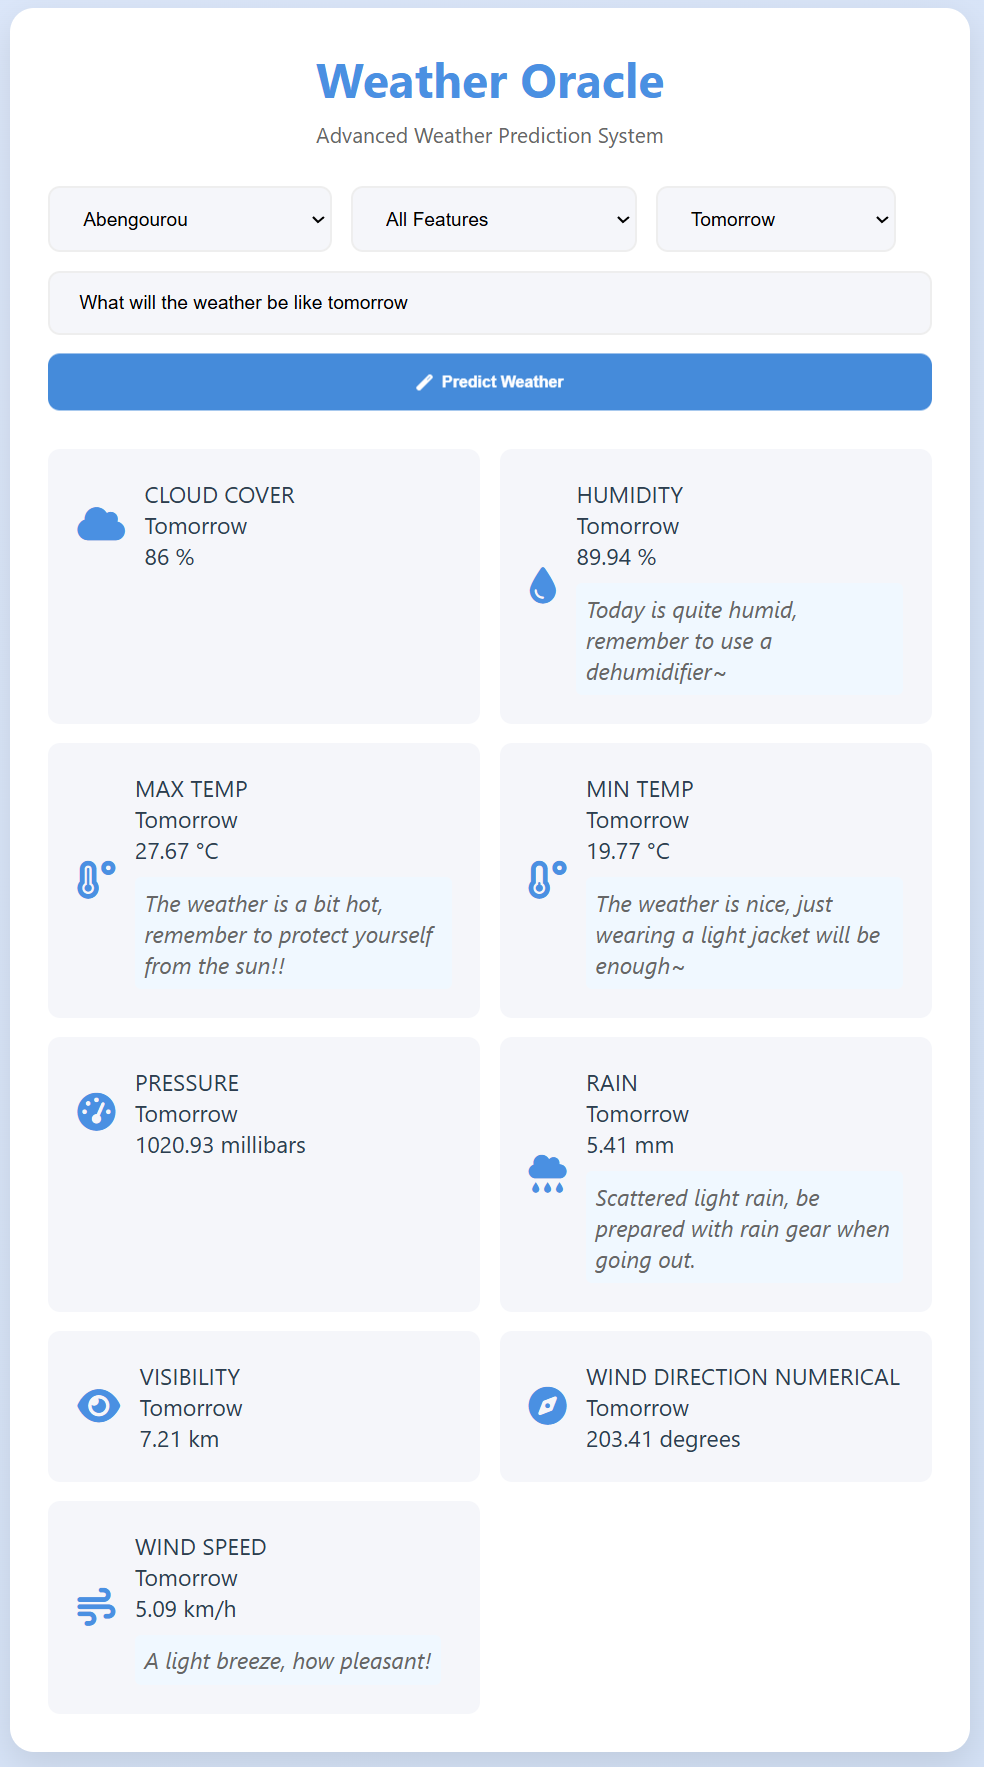 Weather Oracle
Advanced Weather Prediction System
Abengourou
All Features
Tomorrow
What will the weather be like tomorrow
Predict Weather
CLOUD COVER
Tomorrow
86 %
HUMIDITY
Tomorrow
89.94 %
Today is quite humid,
remember to use a
dehumidifier~
MAX TEMP
Tomorrow
27.67 °C
The weather is a bit hot,
remember to protect yourself
from the sun!!
MIN TEMP
Tomorrow
19.77 °C
The weather is nice, just
wearing a light jacket will be
enough~
PRESSURE
Tomorrow
1020.93 millibars
RAIN
Tomorrow
5.41 mm
Scattered light rain, be
prepared with rain gear when
going out.
VISIBILITY
Tomorrow
7.21 km
WIND DIRECTION NUMERICAL
Tomorrow
203.41 degrees
WIND SPEED
Tomorrow
5.09 km/h
A light breeze, how pleasant!